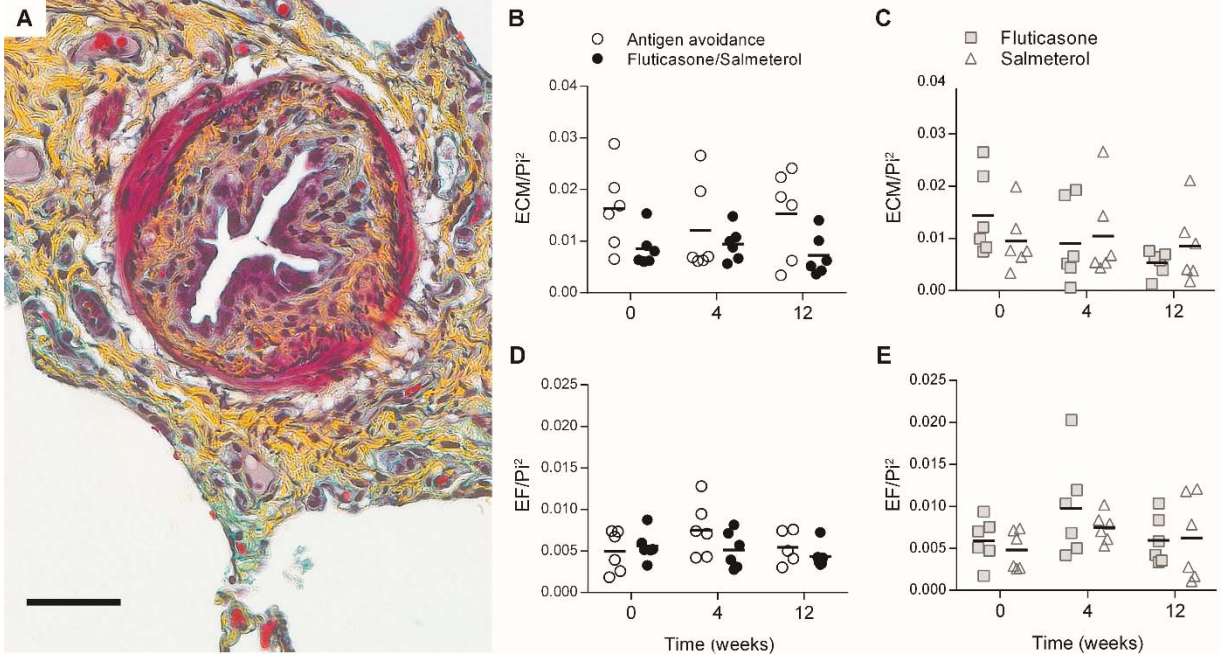 A
B
○ Antigen avoidance
● Fluticasone/Salmeterol
ECM/Pi²
0.04
0.03
0.02
0.01
0.00
0 4 12
C
Fluticasone
Salmeterol
ECM/Pi²
0.04
0.03
0.02
0.01
0.00
0 4 12
D
EF/Pi²
0.025
0.020
0.015
0.010
0.005
0.000
0 4 12
Time (weeks)
E
EF/Pi²
0.025
0.020
0.015
0.010
0.005
0.000
0 4 12
Time (weeks)